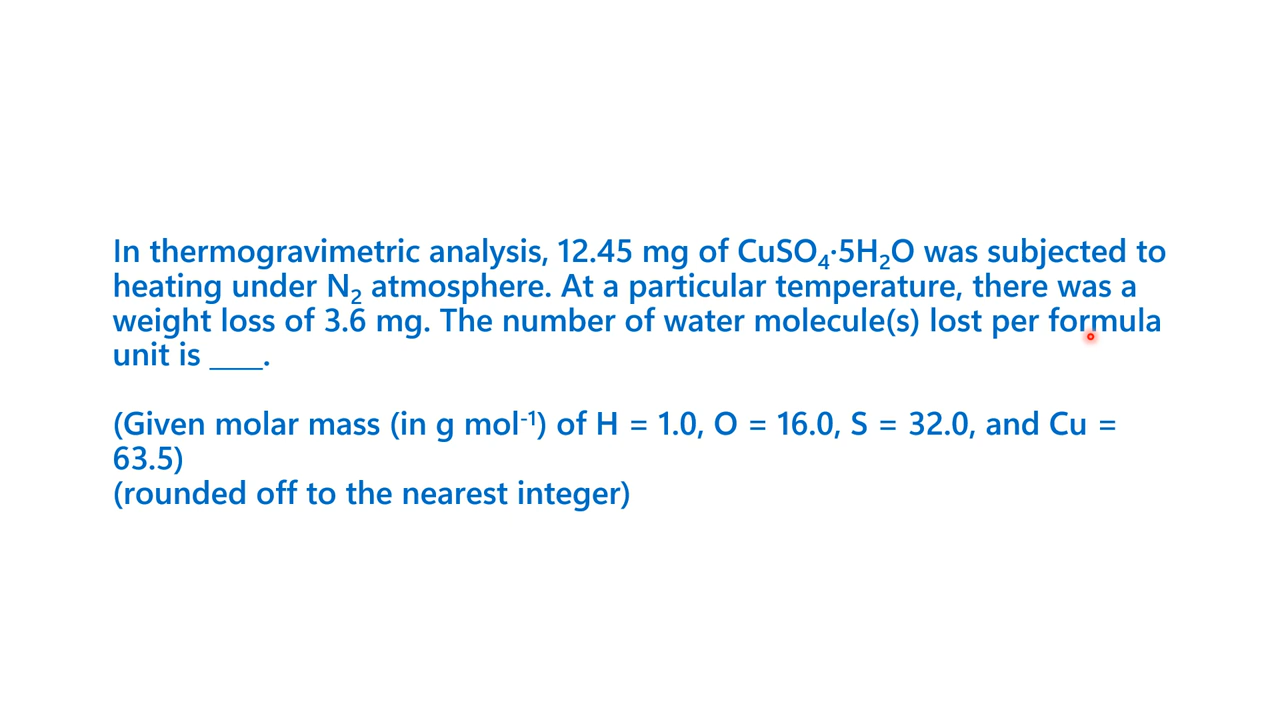 In thermogravimetric analysis, 12.45 mg of CuSO₄·5H₂O was subjected to
heating under N₂ atmosphere. At a particular temperature, there was a
weight loss of 3.6 mg. The number of water molecule(s) lost per formula
unit is ____.
(Given molar mass (in g mol⁻¹) of H = 1.0, O = 16.0, S = 32.0, and Cu =
63.5)
(rounded off to the nearest integer)